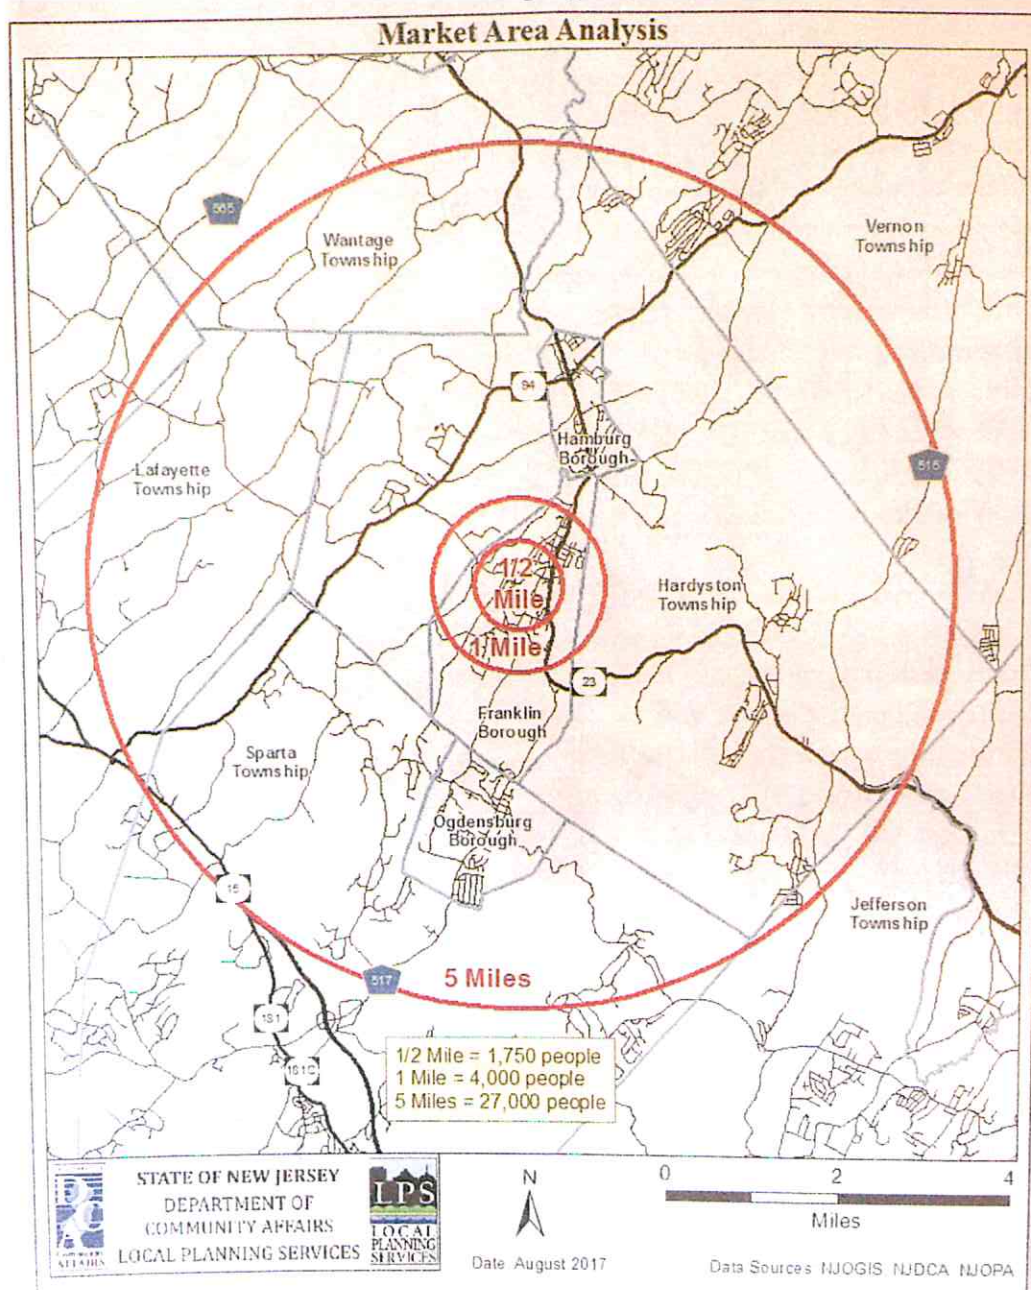 Market Area Analysis
565
Wantage
Township
Vernon
Township
94
Hamburg
Borough
Lafayette
Township
515
1/2
Mile
Hardyston
Township
1 Mile
23
Franklin
Borough
Sparta
Township
Ogdensburg
Borough
15
Jefferson
Township
517
5 Miles
181
181C
1/2 Mile = 1,750 people
1 Mile = 4,000 people
5 Miles = 27,000 people
STATE OF NEW JERSEY
DEPARTMENT OF
COMMUNITY AFFAIRS
LOCAL PLANNING SERVICES
AFFAIRS
LPS
LOCAL
PLANNING
SERVICES
N
Date August 2017
0 2 4
Miles
Data Sources NJOGIS NJDCA NJOPA